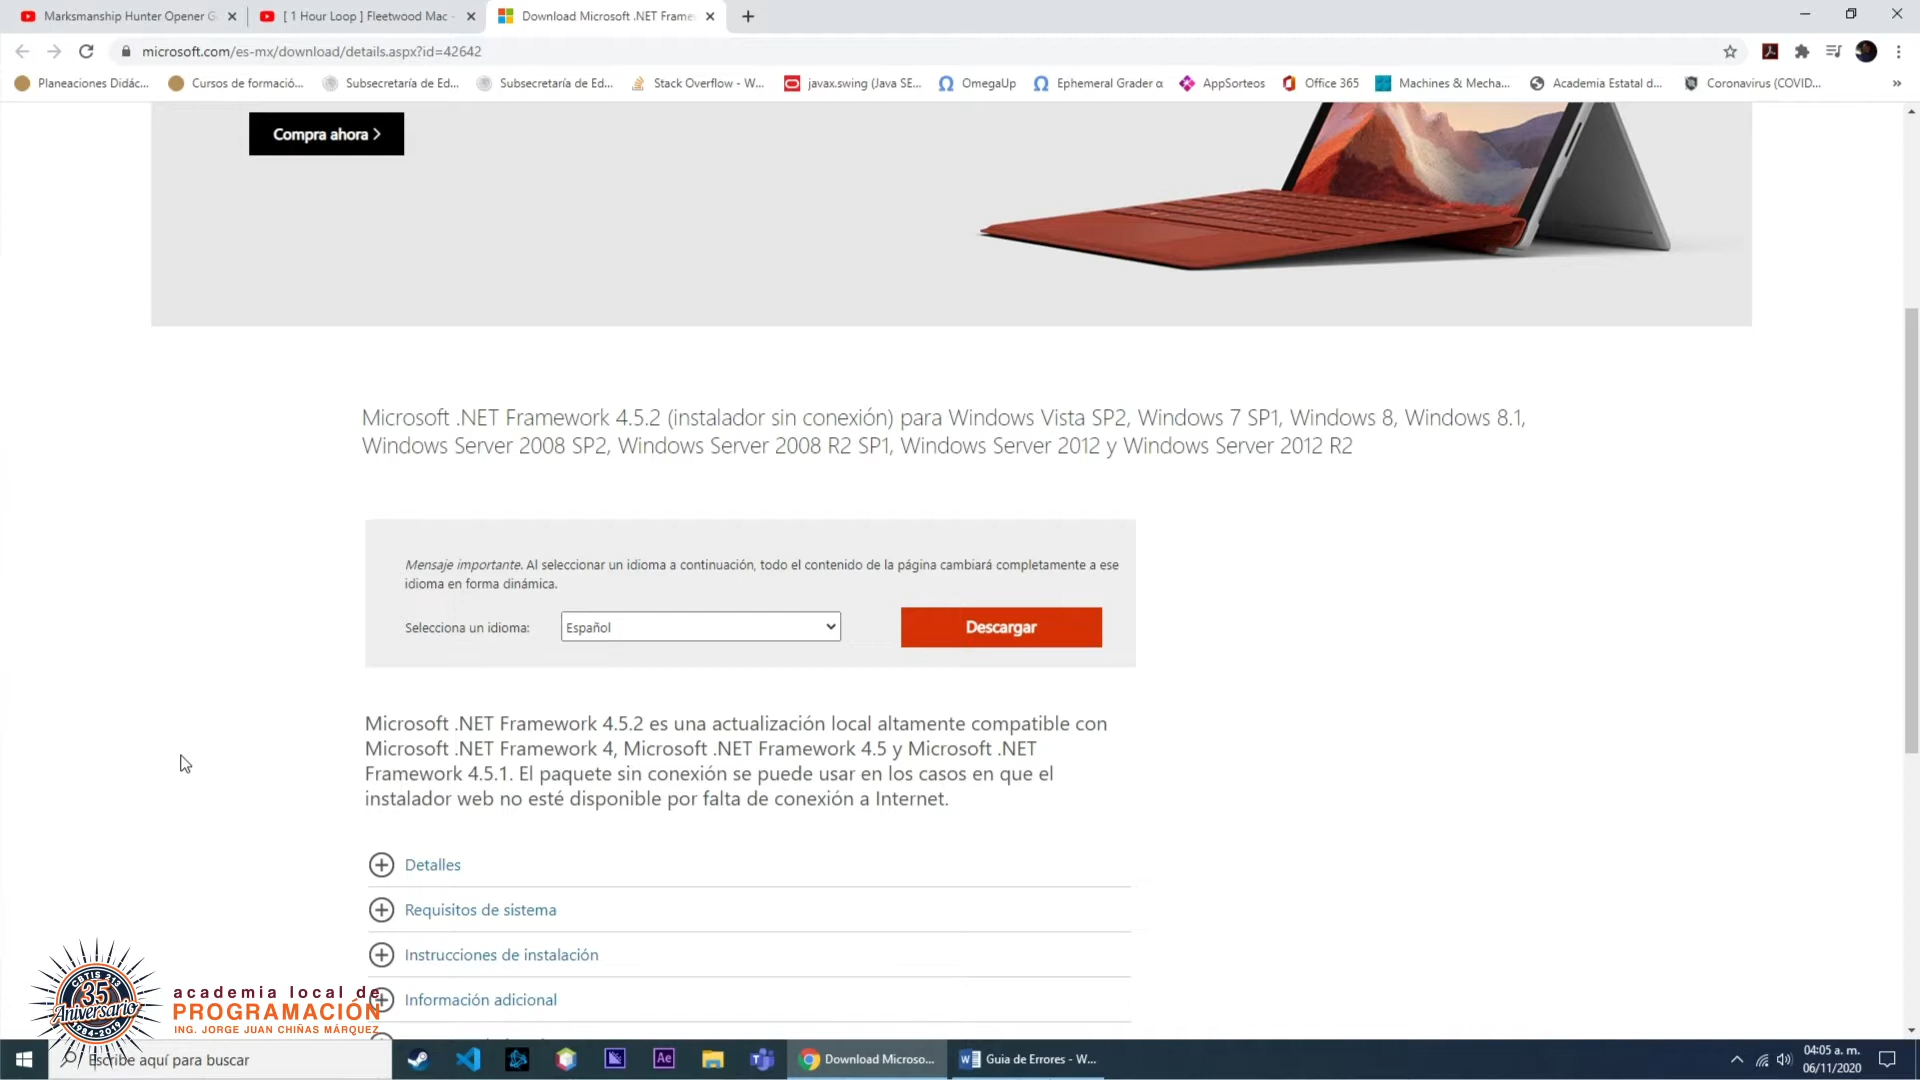 Marksmanship Hunter Opener G
[ 1 Hour Loop ] Fleetwood Mac -
Download Microsoft .NET Frame
microsoft.com/es-mx/download/details.aspx?id=42642
Planeaciones Didác...
Cursos de formació...
Subsecretaría de Ed...
Subsecretaría de Ed...
Stack Overflow - W...
javax.swing (Java SE...
OmegaUp
Ephemeral Grader α
AppSorteos
Office 365
Machines & Mecha...
Academia Estatal d...
Coronavirus (COVID...
»
Compra ahora
Microsoft .NET Framework 4.5.2 (instalador sin conexión) para Windows Vista SP2, Windows 7 SP1, Windows 8, Windows 8.1,
Windows Server 2008 SP2, Windows Server 2008 R2 SP1, Windows Server 2012 y Windows Server 2012 R2
Mensaje importante. Al seleccionar un idioma a continuación, todo el contenido de la página cambiará completamente a ese
idioma en forma dinámica.
Selecciona un idioma:
Español
Descargar
Microsoft .NET Framework 4.5.2 es una actualización local altamente compatible con
Microsoft .NET Framework 4, Microsoft .NET Framework 4.5 y Microsoft .NET
Framework 4.5.1. El paquete sin conexión se puede usar en los casos en que el
instalador web no esté disponible por falta de conexión a Internet.
Detalles
Requisitos de sistema
Instrucciones de instalación
Información adicional
CBTIS 213
35
Aniversario
1984-2019
academia local de
PROGRAMACIÓN
ING. JORGE JUAN CHIÑAS MÁRQUEZ
Escribe aquí para buscar
Ae
Download Microso...
Guia de Errores - W...
04:05 a. m.
06/11/2020